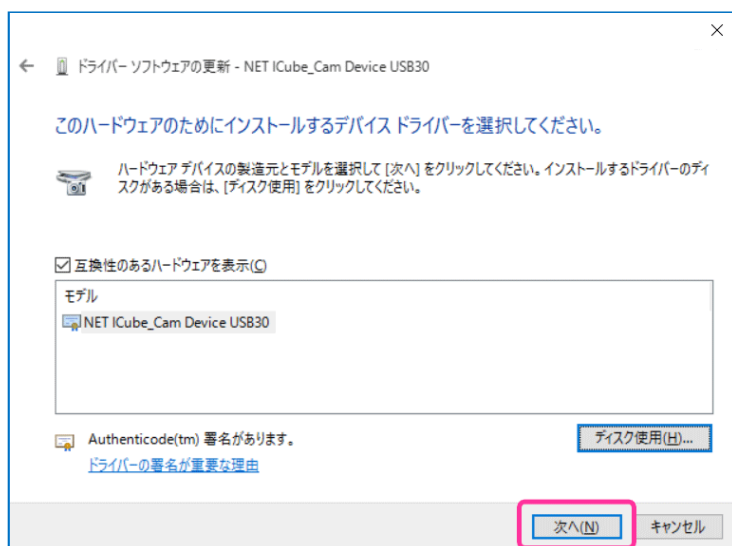 ドライバー ソフトウェアの更新 - NET ICube_Cam Device USB30
このハードウェアのためにインストールするデバイス ドライバーを選択してください。
ハードウェア デバイスの製造元とモデルを選択して [次へ] をクリックしてください。インストールするドライバーのディ
スクがある場合は、[ディスク使用] をクリックしてください。
互換性のあるハードウェアを表示(C)
モデル
NET ICube_Cam Device USB30
Authenticode(tm) 署名があります。
ディスク使用(H)...
ドライバーの署名が重要な理由
次へ(N)
キャンセル